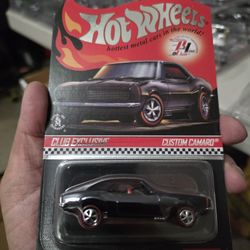 HOT WHEELS
hottest metal cars in the world!
CLUB EXCLUSIVE
CUSTOM CAMARO